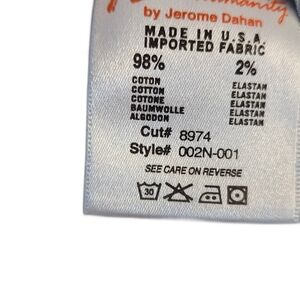 by Jerome Dahan
MADE IN U.S.A.
IMPORTED FABRIC
98% 2%
COTON ELASTAN
COTTON ELASTAN
COTONE ELASTAN
BAUMWOLLE ELASTAN
ALGODON ELASTAN
Cut# 8974
Style# 002N-001
SEE CARE ON REVERSE
30